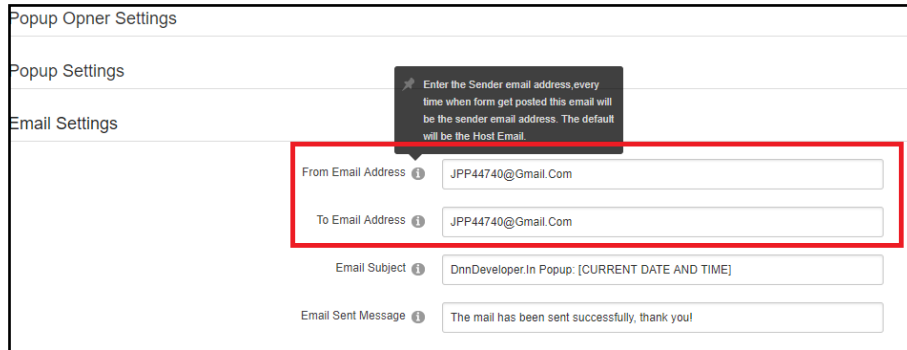 Popup Opner Settings
Popup Settings
Enter the Sender email address,every
time when form get posted this email will
be the sender email address. The default
will be the Host Email.
Email Settings
From Email Address JPP44740@Gmail.Com
To Email Address JPP44740@Gmail.Com
Email Subject DnnDeveloper.In Popup: [CURRENT DATE AND TIME]
Email Sent Message The mail has been sent successfully, thank you!